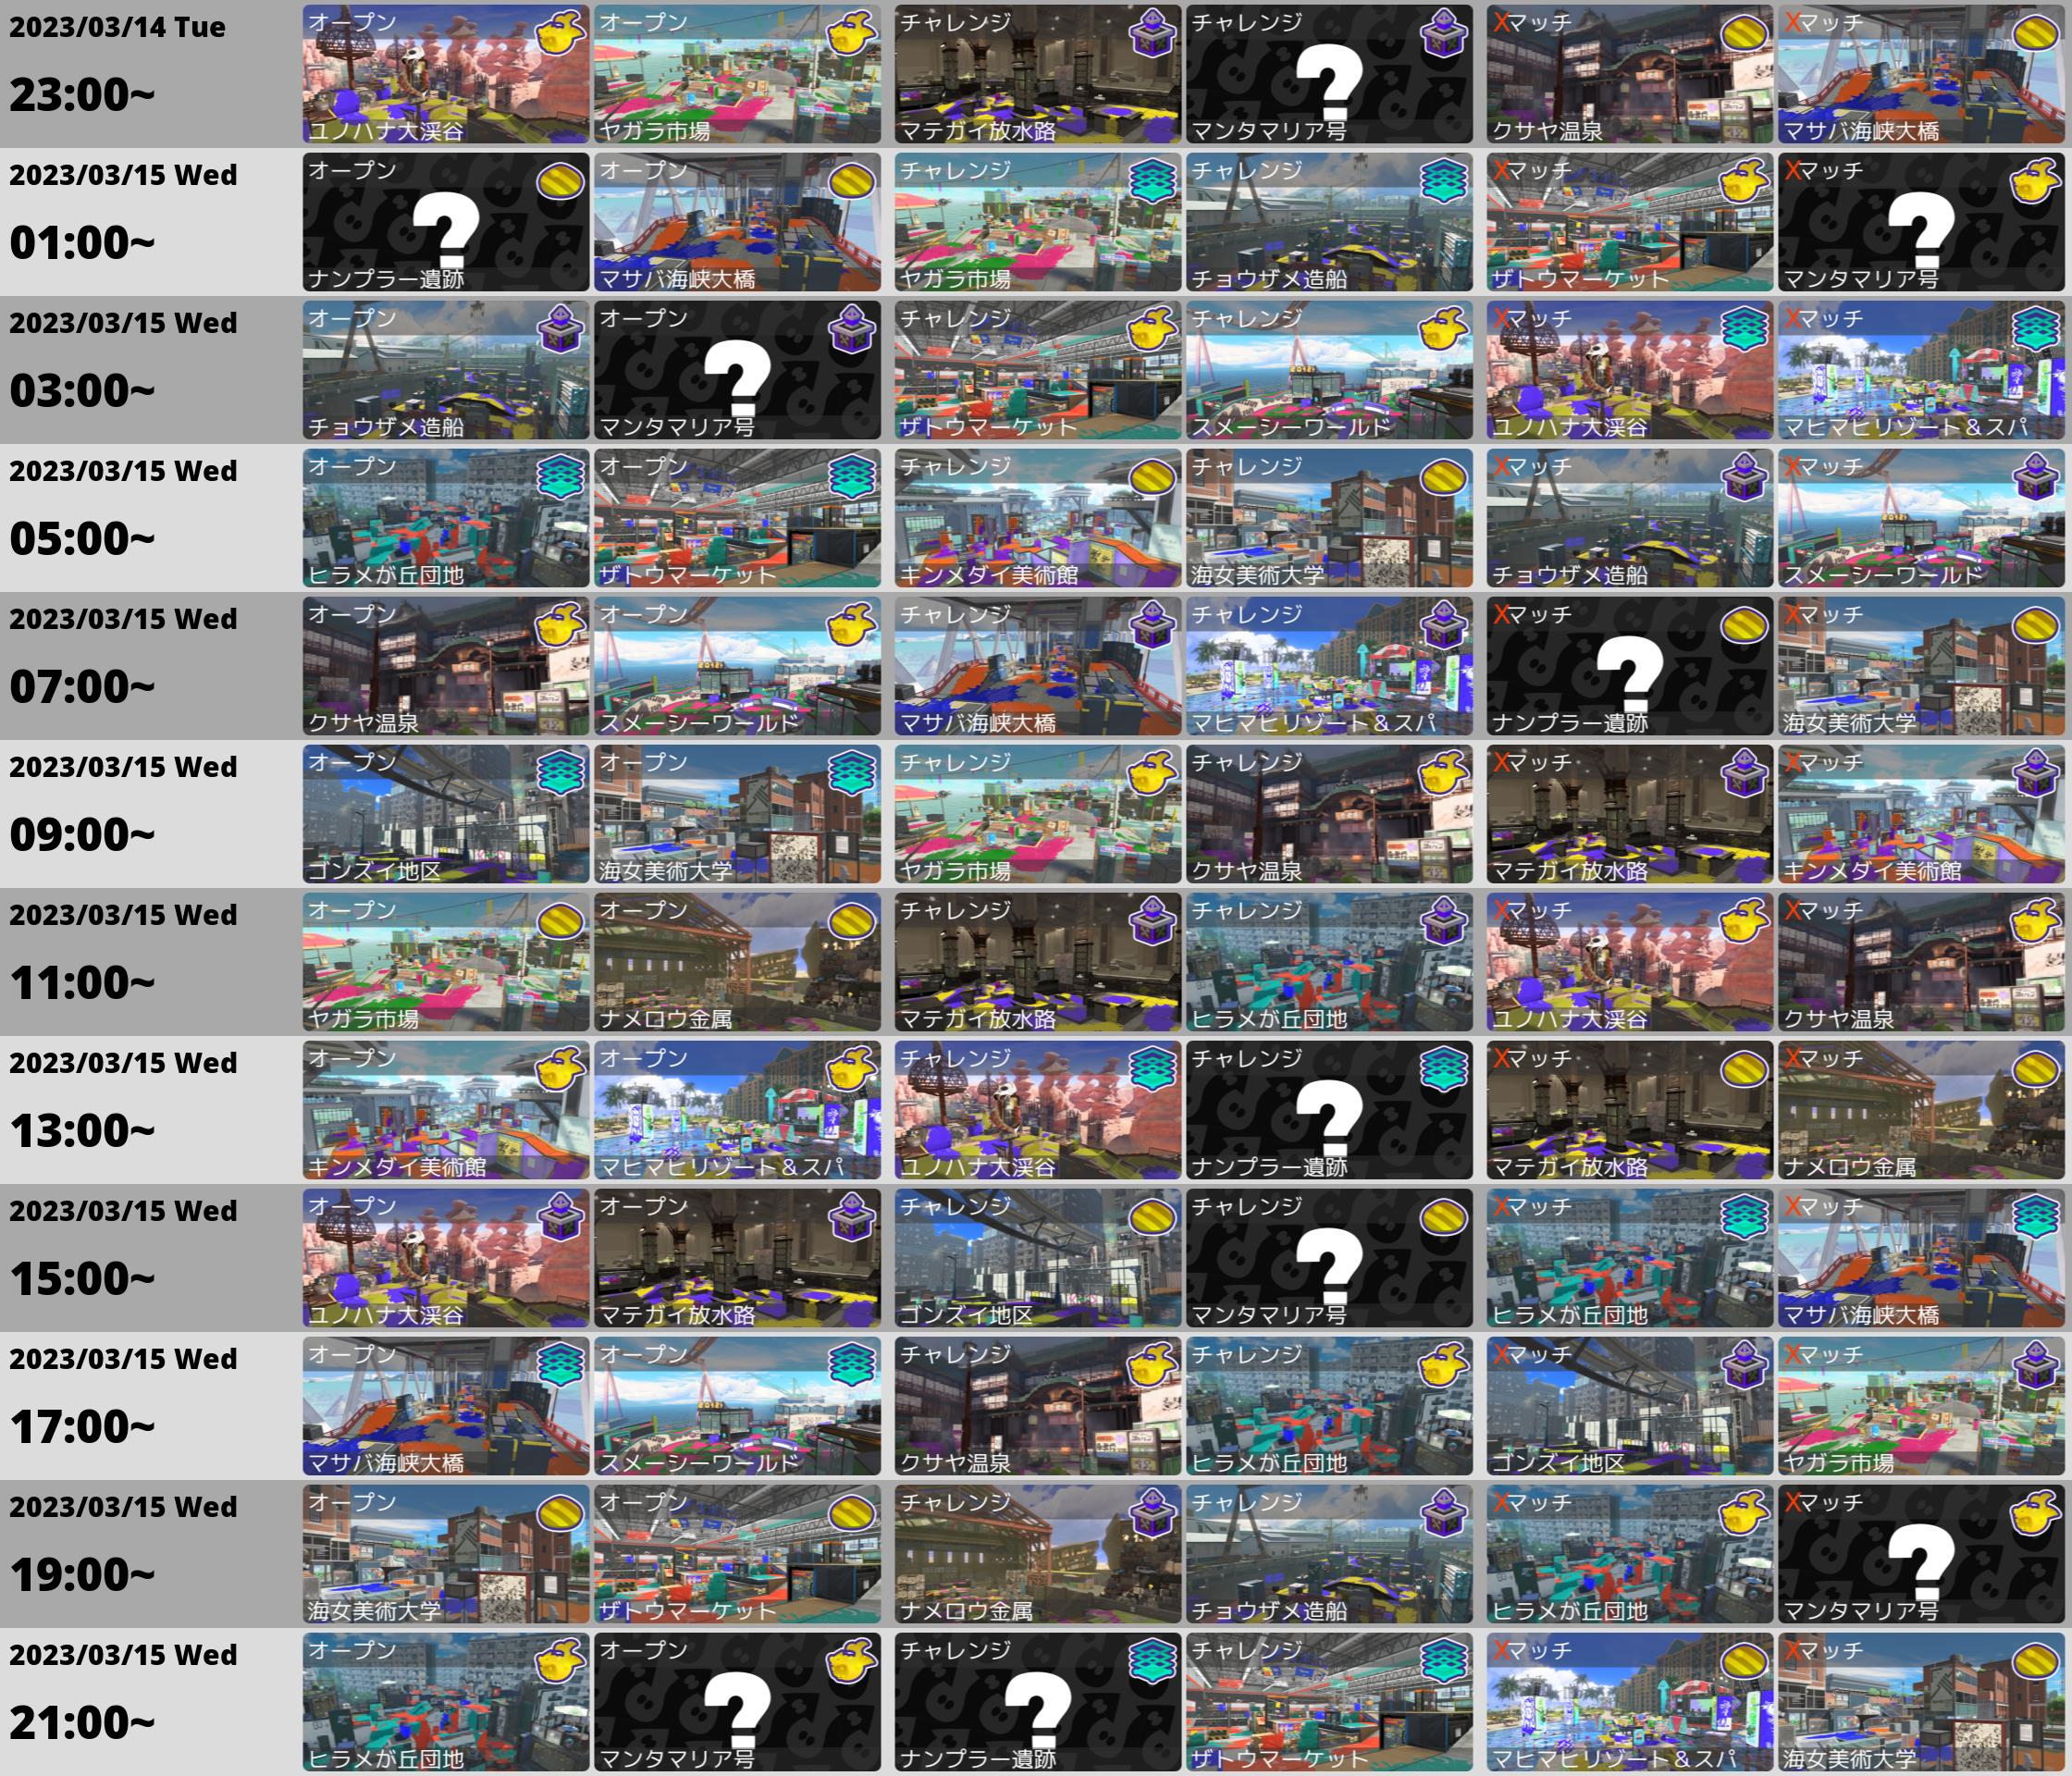 2023/03/14 Tue
23:00~
オープン オープン チャレンジ チャレンジ Xマッチ Xマッチ
ユノハナ大渓谷 ヤガラ市場 マテガイ放水路 マンタマリア号 クサヤ温泉 マサバ海峡大橋
2023/03/15 Wed
01:00~
オープン オープン チャレンジ チャレンジ Xマッチ Xマッチ
ナンプラー遺跡 マサバ海峡大橋 ヤガラ市場 チョウザメ造船 ザトウマーケット マンタマリア号
2023/03/15 Wed
03:00~
オープン オープン チャレンジ チャレンジ Xマッチ Xマッチ
チョウザメ造船 マンタマリア号 ザトウマーケット スメーシーワールド ユノハナ大渓谷 マヒマヒリゾート&スパ
2023/03/15 Wed
05:00~
オープン オープン チャレンジ チャレンジ Xマッチ Xマッチ
ヒラメが丘団地 ザトウマーケット キンメダイ美術館 海女美術大学 チョウザメ造船 スメーシーワールド
2023/03/15 Wed
07:00~
オープン オープン チャレンジ チャレンジ Xマッチ Xマッチ
クサヤ温泉 スメーシーワールド マサバ海峡大橋 マヒマヒリゾート&スパ ナンプラー遺跡 海女美術大学
2023/03/15 Wed
09:00~
オープン オープン チャレンジ チャレンジ Xマッチ Xマッチ
ゴンズイ地区 海女美術大学 ヤガラ市場 クサヤ温泉 マテガイ放水路 キンメダイ美術館
2023/03/15 Wed
11:00~
オープン オープン チャレンジ チャレンジ Xマッチ Xマッチ
ヤガラ市場 ナメロウ金属 マテガイ放水路 ヒラメが丘団地 ユノハナ大渓谷 クサヤ温泉
2023/03/15 Wed
13:00~
オープン オープン チャレンジ チャレンジ Xマッチ Xマッチ
キンメダイ美術館 マヒマヒリゾート&スパ ユノハナ大渓谷 ナンプラー遺跡 マテガイ放水路 ナメロウ金属
2023/03/15 Wed
15:00~
オープン オープン チャレンジ チャレンジ Xマッチ Xマッチ
ユノハナ大渓谷 マテガイ放水路 ゴンズイ地区 マンタマリア号 ヒラメが丘団地 マサバ海峡大橋
2023/03/15 Wed
17:00~
オープン オープン チャレンジ チャレンジ Xマッチ Xマッチ
マサバ海峡大橋 スメーシーワールド クサヤ温泉 ヒラメが丘団地 ゴンズイ地区 ヤガラ市場
2023/03/15 Wed
19:00~
オープン オープン チャレンジ チャレンジ Xマッチ Xマッチ
海女美術大学 ザトウマーケット ナメロウ金属 チョウザメ造船 ヒラメが丘団地 マンタマリア号
2023/03/15 Wed
21:00~
オープン オープン チャレンジ チャレンジ Xマッチ Xマッチ
ヒラメが丘団地 マンタマリア号 ナンプラー遺跡 ザトウマーケット マヒマヒリゾート&スパ 海女美術大学